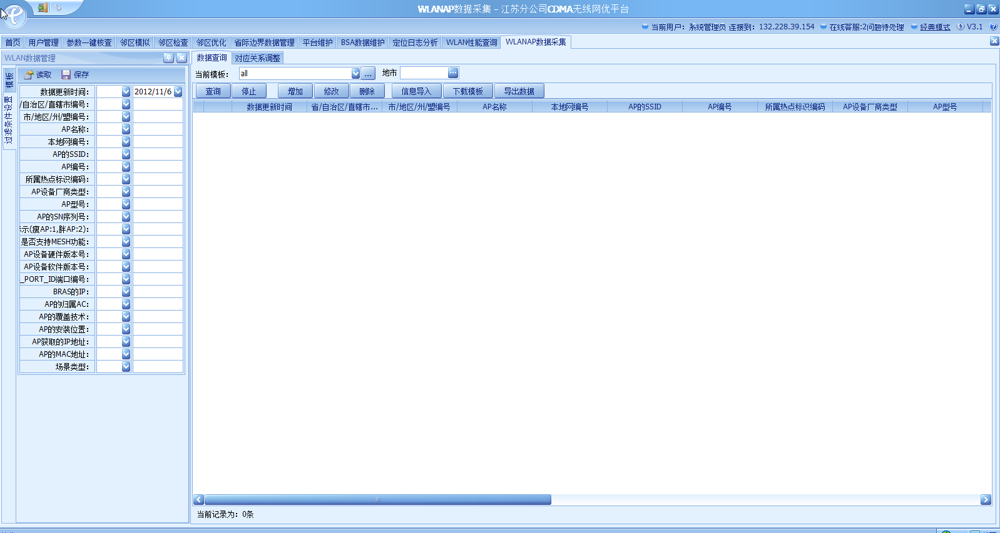 WLANAP数据采集 - 江苏分公司CDMA无线网优平台
当前用户： 系统管理员 连接到： 132.228.39.154 在线客服:2问题待处理 经典模式 V3.1
首页 用户管理 参数一键核查 邻区模拟 邻区检查 邻区优化 省际边界数据管理 平台维护 BSA数据维护 定位日志分析 WLAN性能查询 WLANAP数据采集
WLAN数据管理
模板
过滤条件设置
读取 保存
数据更新时间： 2012/11/6
/自治区/直辖市编号：
市/地区/州/盟编号：
AP名称：
本地网编号：
AP的SSID：
AP编号：
所属热点标识编码：
AP设备厂商类型：
AP型号：
AP的SN序列号：
示(瘦AP:1,胖AP:2)：
是否支持MESH功能：
AP设备硬件版本号：
AP设备软件版本号：
_PORT_ID端口编号：
BRAS的IP：
AP的归属AC：
AP的覆盖技术：
AP的安装位置：
AP获取的IP地址：
AP的MAC地址：
场景类型：
数据查询 对应关系调整
当前模板： all ... 地市 ...
查询 停止 增加 修改 删除 信息导入 下载模板 导出数据
数据更新时间 省/自治区/直辖市... 市/地区/州/盟编号 AP名称 本地网编号 AP的SSID AP编号 所属热点标识编码 AP设备厂商类型 AP型号
当前记录为：0条